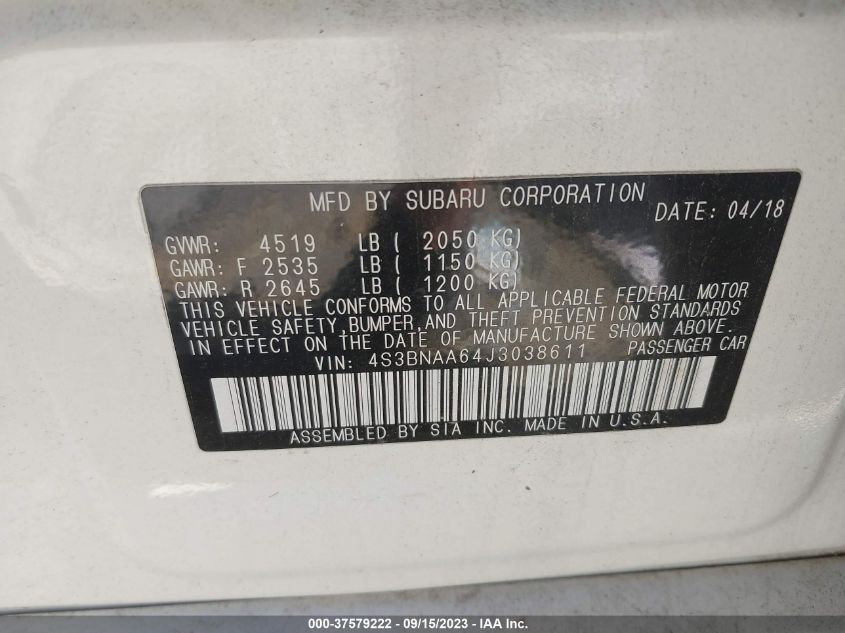 MFD BY SUBARU CORPORATION DATE: 04/18
GVWR: 4519 LB ( 2050 KG)
GAWR: F 2535 LB ( 1150 KG)
GAWR: R 2645 LB ( 1200 KG)
THIS VEHICLE CONFORMS TO ALL APPLICABLE FEDERAL MOTOR
VEHICLE SAFETY,BUMPER,AND THEFT PREVENTION STANDARDS
IN EFFECT ON THE DATE OF MANUFACTURE SHOWN ABOVE.
VIN: 4S3BNAA64J3038611 PASSENGER CAR
ASSEMBLED BY SIA INC. MADE IN U.S.A.
000-37579222 - 09/15/2023 - IAA Inc.